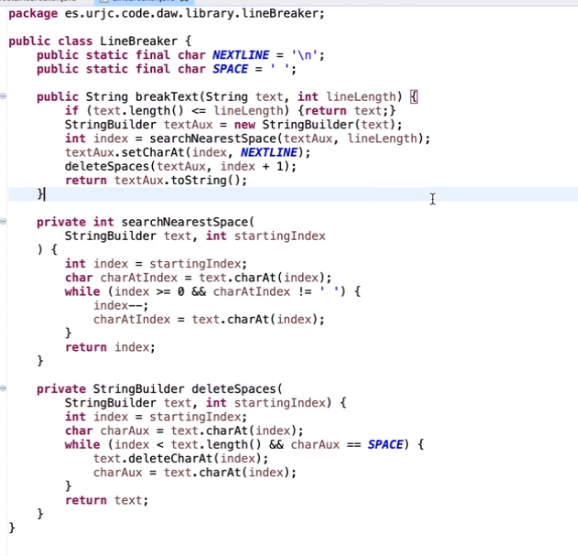 package es.urjc.code.daw.library.lineBreaker;
public class LineBreaker {
public static final char NEXTLINE = '\n';
public static final char SPACE = ' ';
public String breakText(String text, int lineLength) {
if (text.length() <= lineLength) {return text;}
StringBuilder textAux = new StringBuilder(text);
int index = searchNearestSpace(textAux, lineLength);
textAux.setCharAt(index, NEXTLINE);
deleteSpaces(textAux, index + 1);
return textAux.toString();
}
private int searchNearestSpace(
StringBuilder text, int startingIndex
) {
int index = startingIndex;
char charAtIndex = text.charAt(index);
while (index >= 0 && charAtIndex != ' ') {
index--;
charAtIndex = text.charAt(index);
}
return index;
}
private StringBuilder deleteSpaces(
StringBuilder text, int startingIndex) {
int index = startingIndex;
char charAux = text.charAt(index);
while (index < text.length() && charAux == SPACE) {
text.deleteCharAt(index);
charAux = text.charAt(index);
}
return text;
}
}